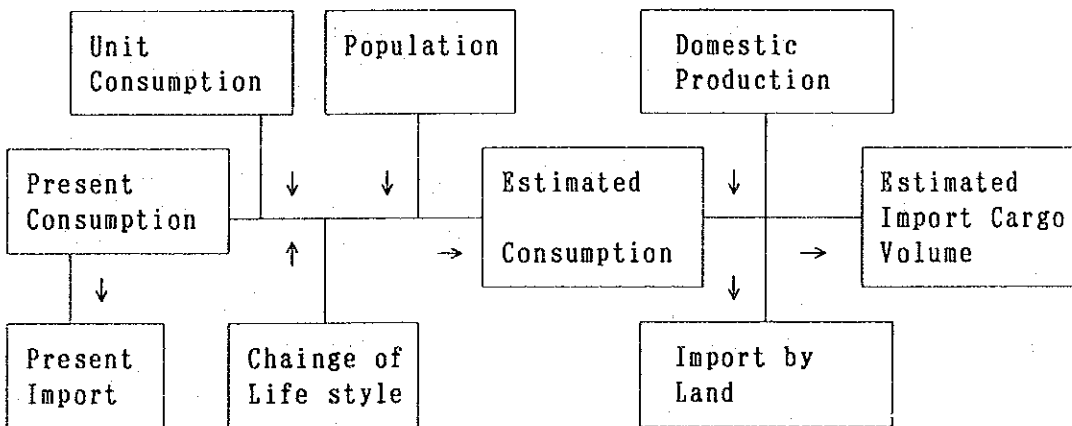 Unit
Consumption
Population
Domestic
Production
Present
Consumption
Estimated
Consumption
Estimated
Import Cargo
Volume
Present
Import
Chainge of
Life style
Import by
Land